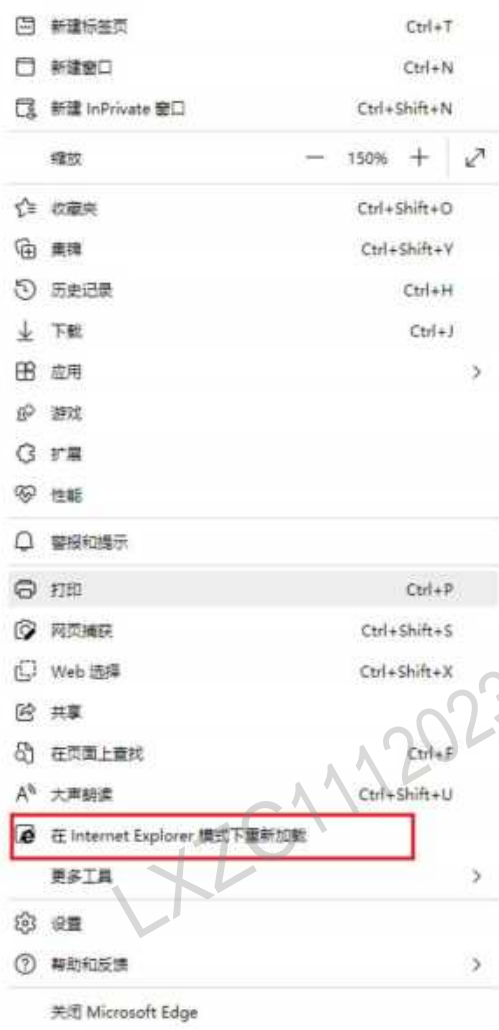 新建标签页 Ctrl+T
新建窗口 Ctrl+N
新建 InPrivate 窗口 Ctrl+Shift+N
缩放 — 150% +
收藏夹 Ctrl+Shift+O
集锦 Ctrl+Shift+Y
历史记录 Ctrl+H
下载 Ctrl+J
应用
游戏
扩展
性能
警报和提示
打印 Ctrl+P
网页捕获 Ctrl+Shift+S
Web 选择 Ctrl+Shift+X
共享
在页面上查找 Ctrl+F
大声朗读 Ctrl+Shift+U
在 Internet Explorer 模式下重新加载
更多工具
设置
帮助和反馈
关闭 Microsoft Edge
LXZC1112023